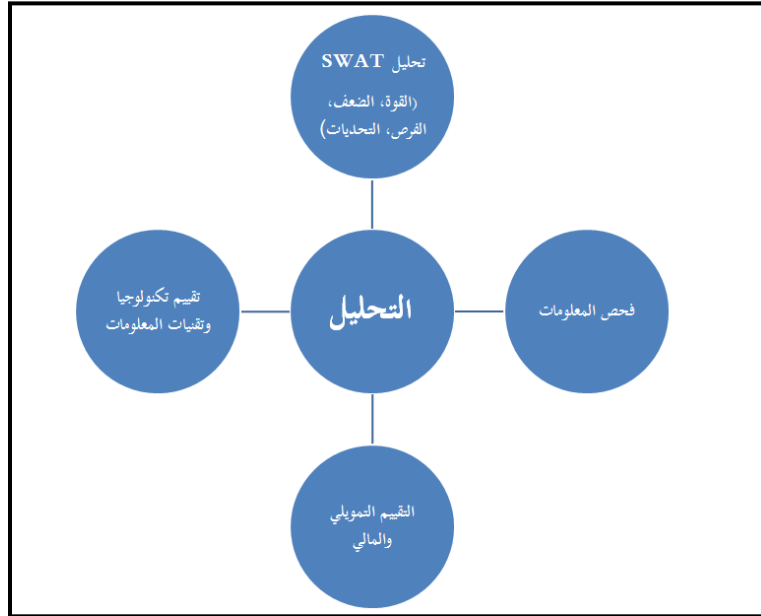 تحليل SWAT
(القوة، الضعف،
الفرص، التحديات)
فحص المعلومات
التحليل
تقييم تكنولوجيا
وتقنيات المعلومات
التقييم التمويلي
والمالي